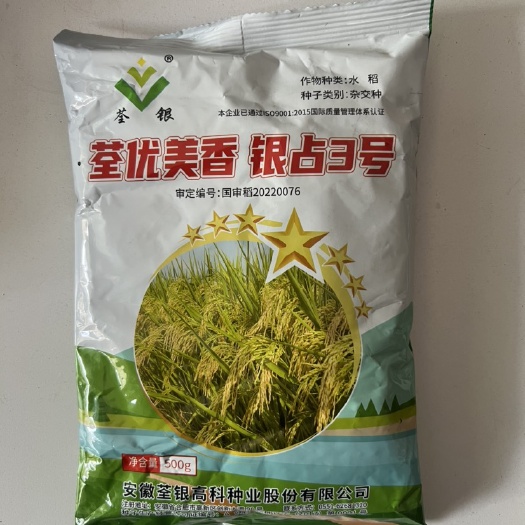 作物种类:水 稻
种子类别:杂交种
荃 银®
本企业已通过ISO9001:2015国际质量管理体系认证
荃优美香 银占3号
审定编号:国审稻20220076
净含量 500g
安徽荃银高科种业股份有限公司